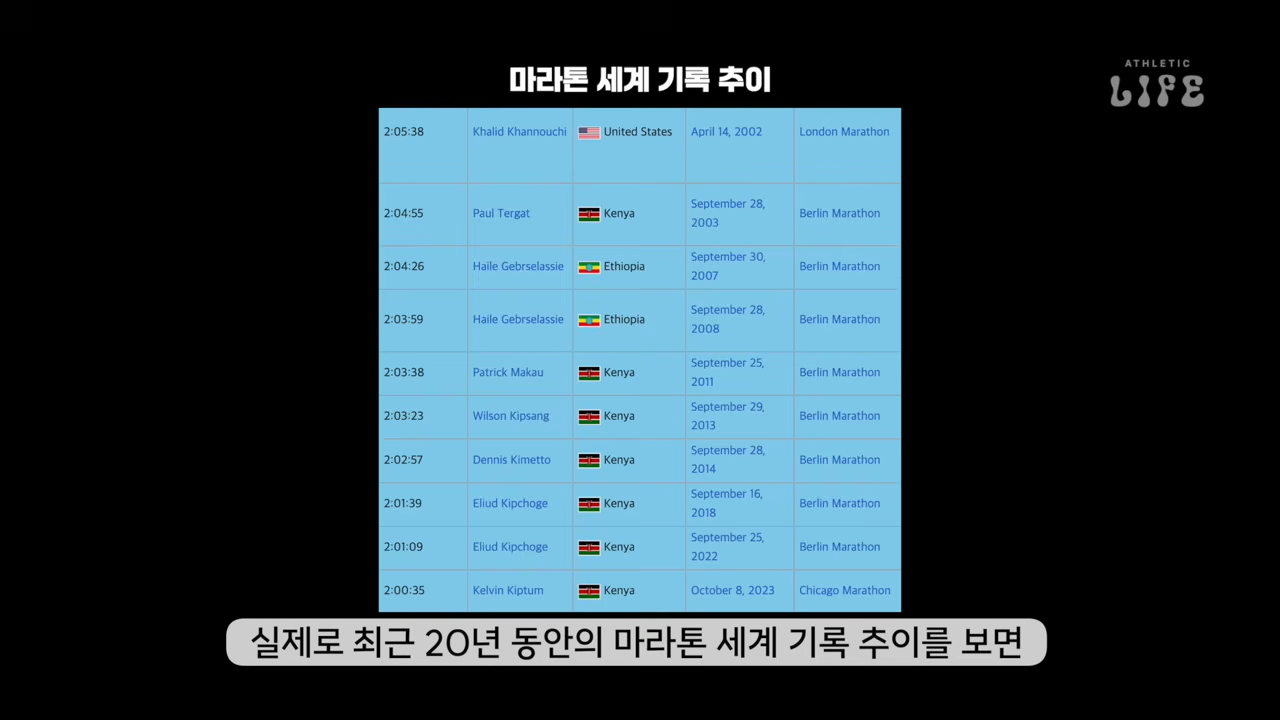 마라톤 세계 기록 추이
ATHLETIC
LIFE
2:05:38 Khalid Khannouchi United States April 14, 2002 London Marathon
2:04:55 Paul Tergat Kenya September 28,
2003 Berlin Marathon
2:04:26 Haile Gebrselassie Ethiopia September 30,
2007 Berlin Marathon
2:03:59 Haile Gebrselassie Ethiopia September 28,
2008 Berlin Marathon
2:03:38 Patrick Makau Kenya September 25,
2011 Berlin Marathon
2:03:23 Wilson Kipsang Kenya September 29,
2013 Berlin Marathon
2:02:57 Dennis Kimetto Kenya September 28,
2014 Berlin Marathon
2:01:39 Eliud Kipchoge Kenya September 16,
2018 Berlin Marathon
2:01:09 Eliud Kipchoge Kenya September 25,
2022 Berlin Marathon
2:00:35 Kelvin Kiptum Kenya October 8, 2023 Chicago Marathon
실제로 최근 20년 동안의 마라톤 세계 기록 추이를 보면